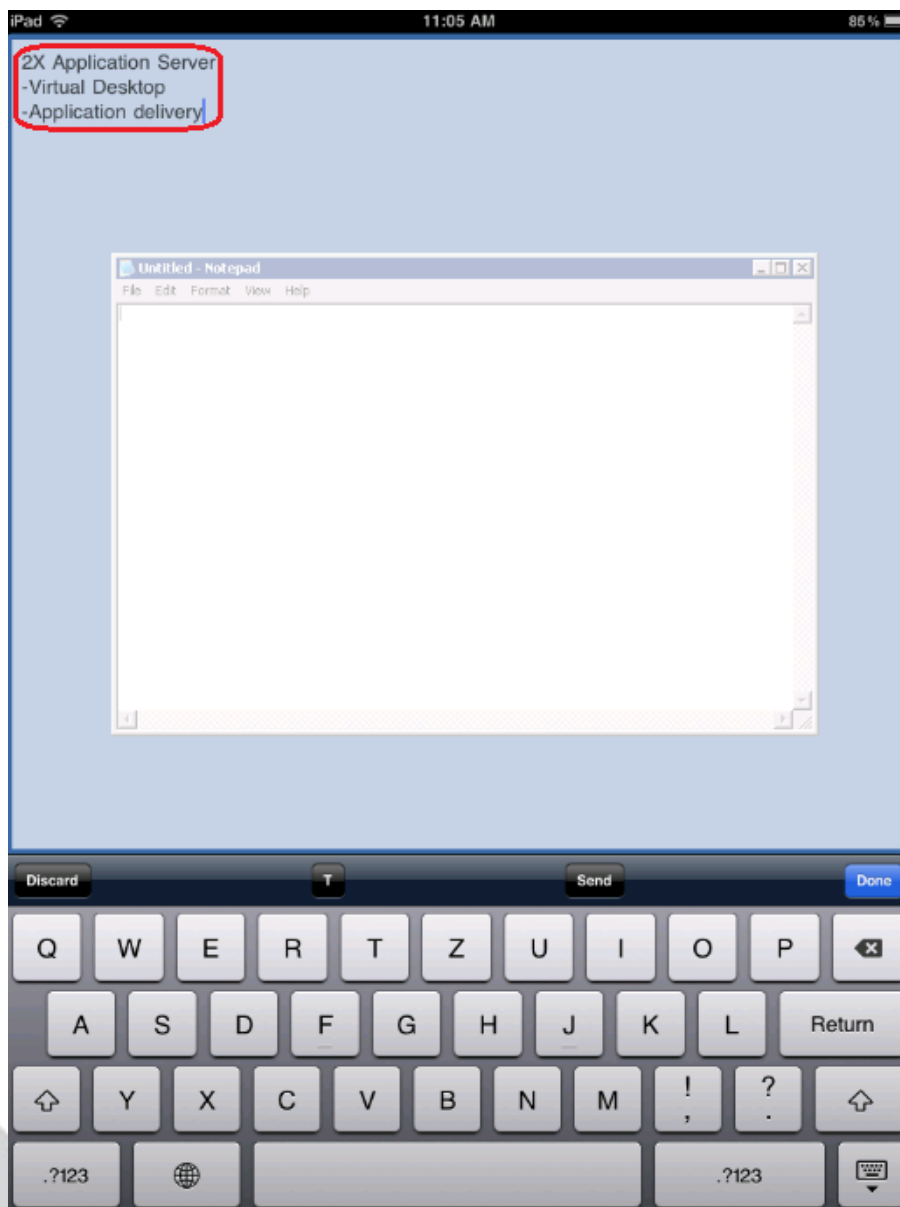 iPad 11:05 AM 85 %
2X Application Server
-Virtual Desktop
-Application delivery
Untitled - Notepad
File Edit Format View Help
Discard T Send Done
Q W E R T Z U I O P
A S D F G H J K L Return
Y X C V B N M ! , ? .
.?123 .?123